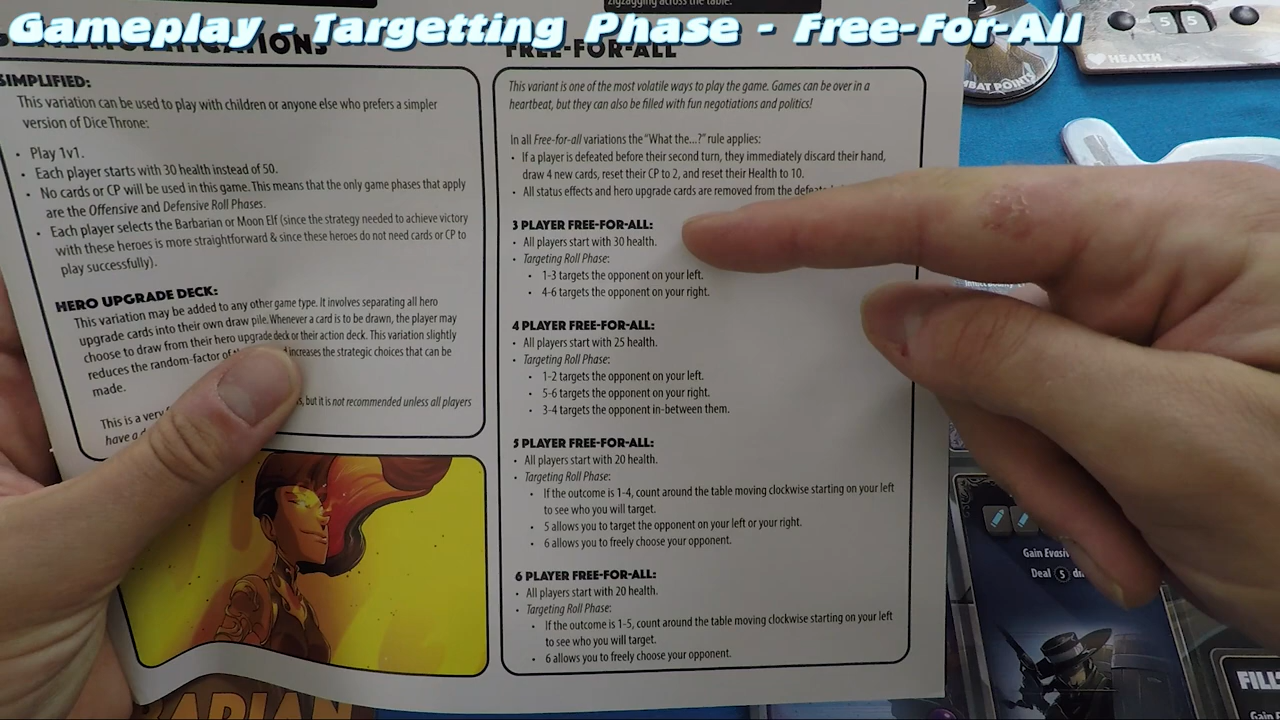 Gameplay - Targetting Phase - Free-For-All
zigzagging across the table.
SIMPLIFIED:
This variation can be used to play with children or anyone else who prefers a simpler
version of Dice Throne:
• Play 1v1.
• Each player starts with 30 health instead of 50.
• No cards or CP will be used in this game. This means that the only game phases that apply
are the Offensive and Defensive Roll Phases.
• Each player selects the Barbarian or Moon Elf (since the strategy needed to achieve victory
with these heroes is more straightforward & since these heroes do not need cards or CP to
play successfully).
HERO UPGRADE DECK:
This variation may be added to any other game type. It involves separating all hero
upgrade cards into their own draw pile. Whenever a card is to be drawn, the player may
choose to draw from their hero upgrade deck or their action deck. This variation slightly
reduces the random-factor of increases the strategic choices that can be
made.
This is a very , but it is not recommended unless all players
have a
FREE-FOR-ALL
This variant is one of the most volatile ways to play the game. Games can be over in a
heartbeat, but they can also be filled with fun negotiations and politics!
In all Free-for-all variations the "What the...?" rule applies:
• If a player is defeated before their second turn, they immediately discard their hand,
draw 4 new cards, reset their CP to 2, and reset their Health to 10.
• All status effects and hero upgrade cards are removed from the
3 PLAYER FREE-FOR-ALL:
• All players start with 30 health.
• Targeting Roll Phase:
• 1-3 targets the opponent on your left.
• 4-6 targets the opponent on your right.
4 PLAYER FREE-FOR-ALL:
• All players start with 25 health.
• Targeting Roll Phase:
• 1-2 targets the opponent on your left.
• 5-6 targets the opponent on your right.
• 3-4 targets the opponent in-between them.
5 PLAYER FREE-FOR-ALL:
• All players start with 20 health.
• Targeting Roll Phase:
• If the outcome is 1-4, count around the table moving clockwise starting on your left
to see who you will target.
• 5 allows you to target the opponent on your left or your right.
• 6 allows you to freely choose your opponent.
6 PLAYER FREE-FOR-ALL:
• All players start with 20 health.
• Targeting Roll Phase:
• If the outcome is 1-5, count around the table moving clockwise starting on your left
to see who you will target.
• 6 allows you to freely choose your opponent.
5 5
HEALTH
Gain
Deal 5
Gain